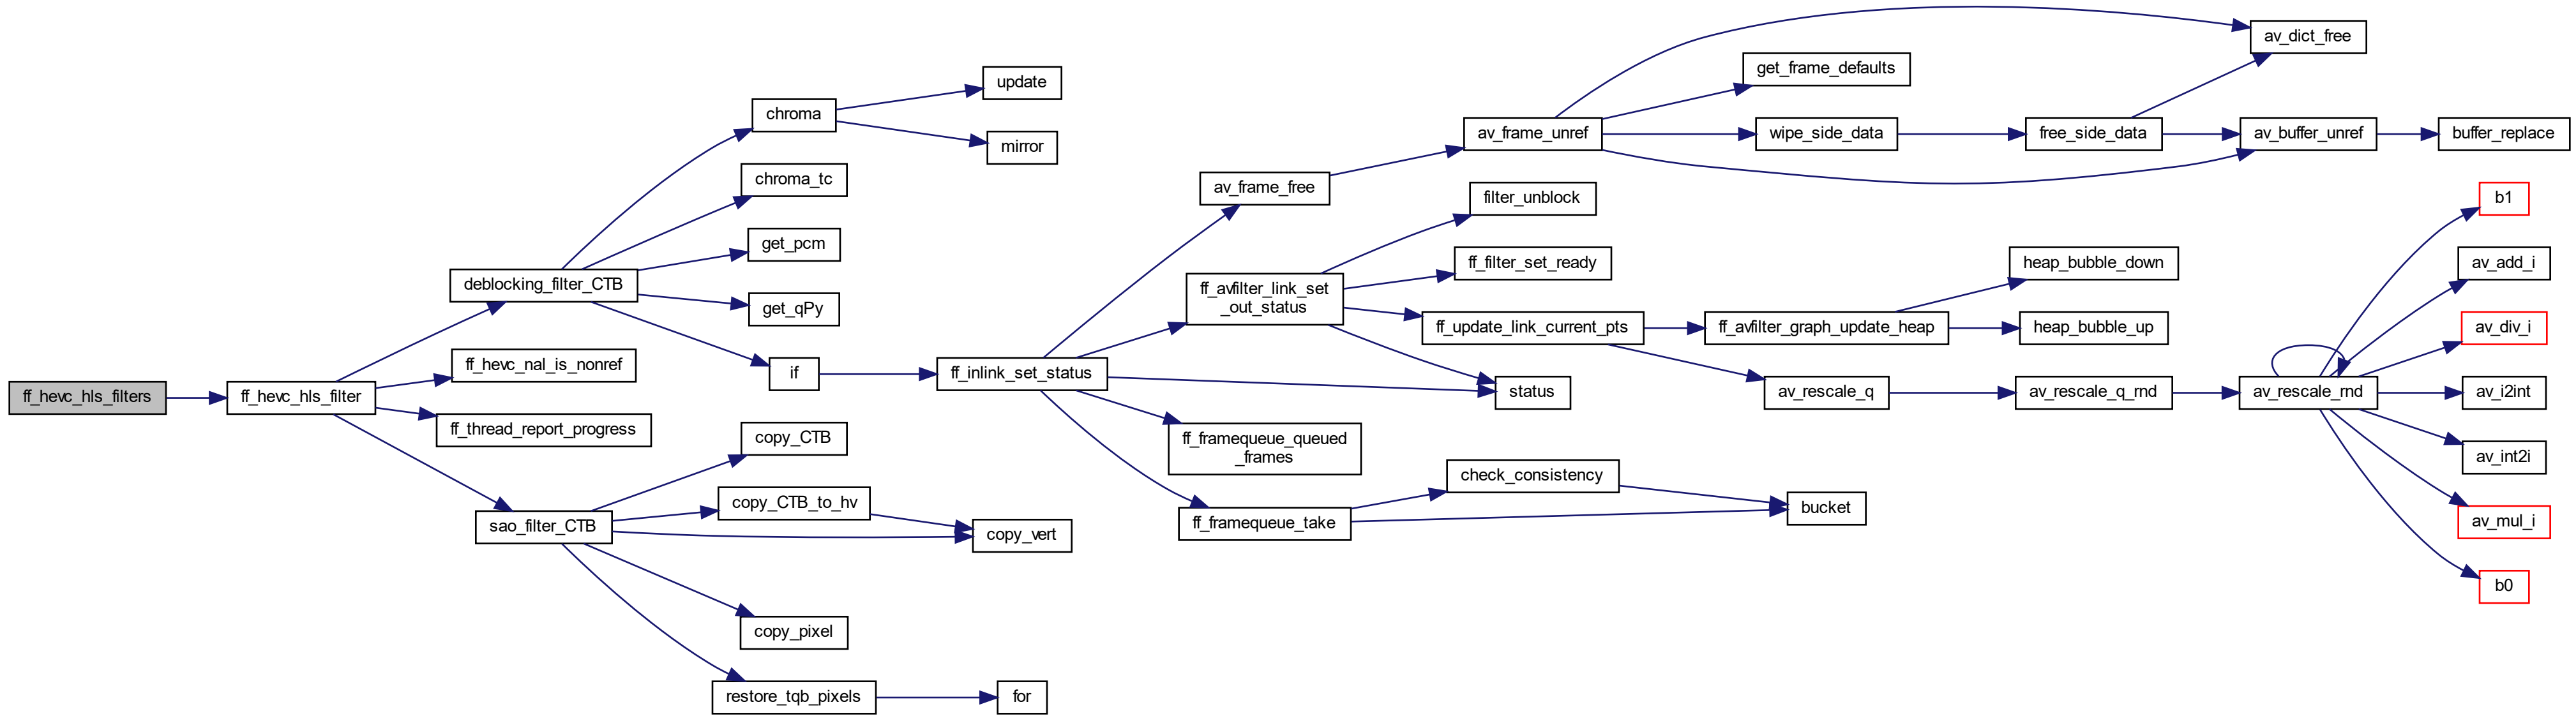 ff_hevc_hls_filters
ff_hevc_hls_filter
deblocking_filter_CTB
ff_hevc_nal_is_nonref
ff_thread_report_progress
sao_filter_CTB
chroma
chroma_tc
get_pcm
get_qPy
if
copy_CTB
copy_CTB_to_hv
copy_pixel
restore_tqb_pixels
update
mirror
ff_inlink_set_status
copy_vert
for
av_frame_free
ff_avfilter_link_set
_out_status
ff_framequeue_queued
_frames
ff_framequeue_take
av_frame_unref
filter_unblock
ff_filter_set_ready
ff_update_link_current_pts
status
check_consistency
get_frame_defaults
wipe_side_data
ff_avfilter_graph_update_heap
av_rescale_q
bucket
free_side_data
heap_bubble_down
heap_bubble_up
av_rescale_q_rnd
av_dict_free
av_buffer_unref
av_rescale_rnd
buffer_replace
b1
av_add_i
av_div_i
av_i2int
av_int2i
av_mul_i
b0